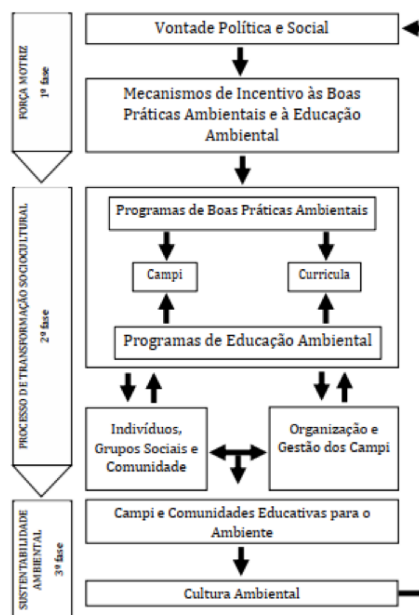 FORÇA MOTRIZ
1ª fase
Vontade Política e Social
Mecanismos de Incentivo às Boas
Práticas Ambientais e à Educação
Ambiental
PROCESSO DE TRANSFORMAÇÃO SOCIOCULTURAL
2ª fase
Programas de Boas Práticas Ambientais
Campi
Curricula
Programas de Educação Ambiental
Indivíduos,
Grupos Sociais e
Comunidade
Organização e
Gestão dos Campi
SUSTENTABILIDADE
AMBIENTAL
3ª fase
Campi e Comunidades Educativas para o
Ambiente
Cultura Ambiental